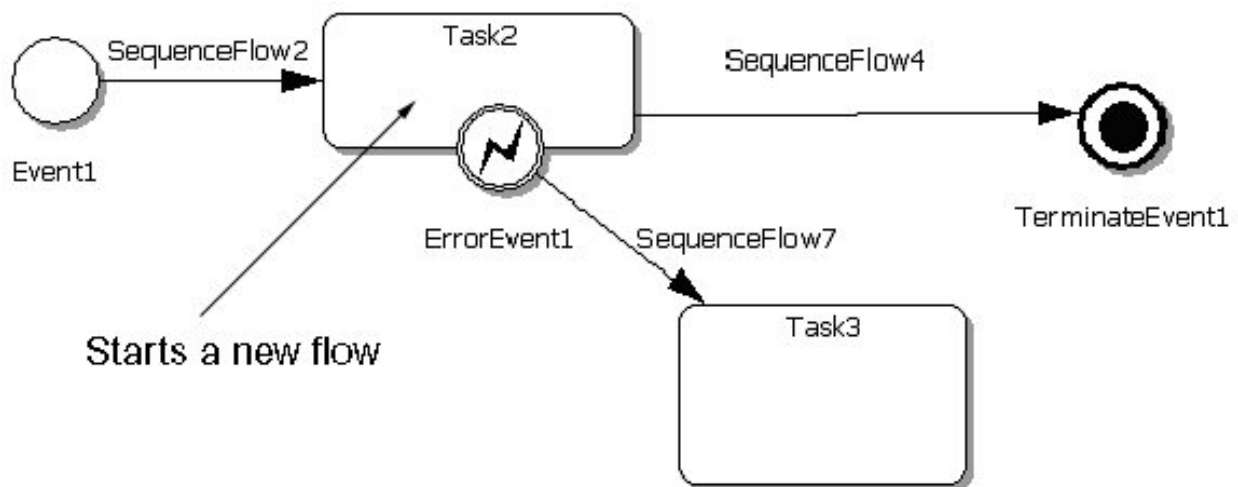 Task2
SequenceFlow2
SequenceFlow4
Event1
ErrorEvent1
SequenceFlow7
TerminateEvent1
Starts a new flow
Task3